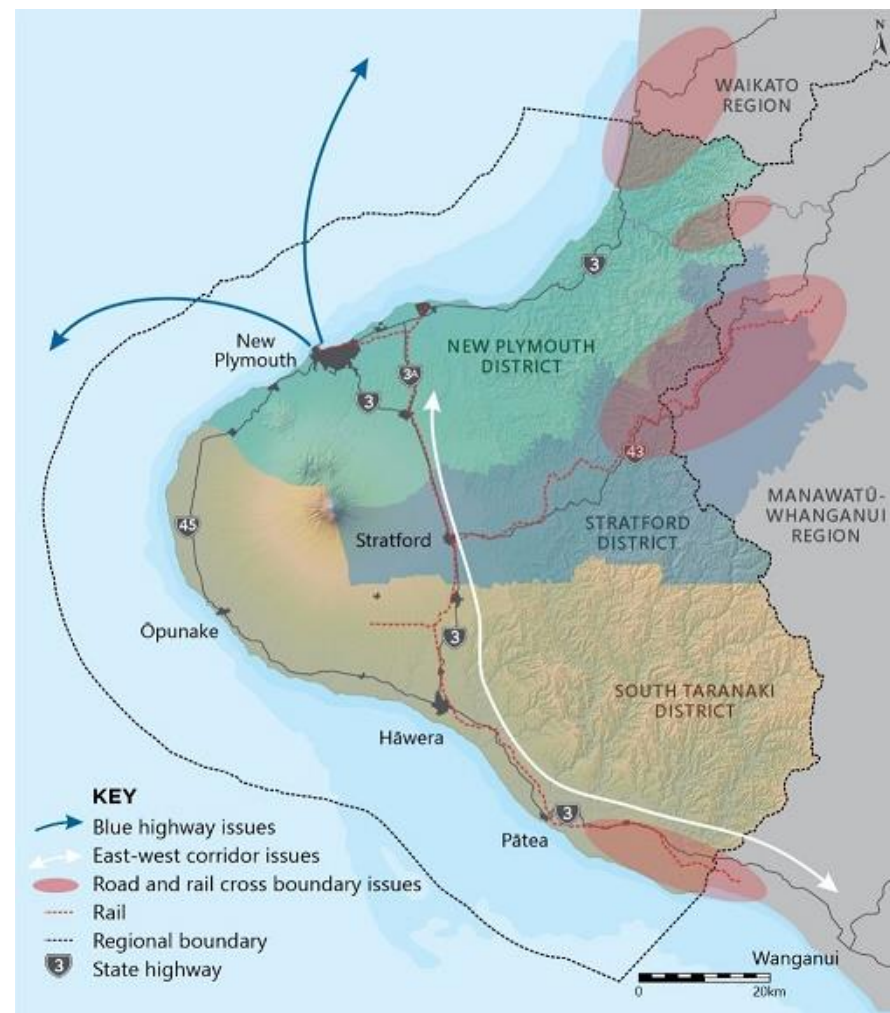 N
WAIKATO
REGION
3
New
Plymouth
NEW PLYMOUTH
DISTRICT
3A
3
43
MANAWATŪ-
WHANGANUI
REGION
45
Stratford
STRATFORD
DISTRICT
Ōpunake
3
SOUTH TARANAKI
DISTRICT
Hāwera
3
Pātea
KEY
Blue highway issues
East-west corridor issues
Road and rail cross boundary issues
Rail
Regional boundary
3
State highway
Wanganui
0
20km